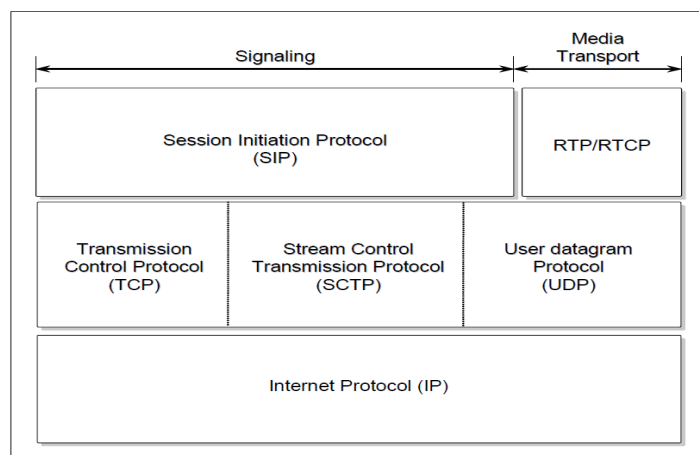 Signaling
Media
Transport
Session Initiation Protocol
(SIP)
RTP/RTCP
Transmission
Control Protocol
(TCP)
Stream Control
Transmission Protocol
(SCTP)
User datagram
Protocol
(UDP)
Internet Protocol (IP)